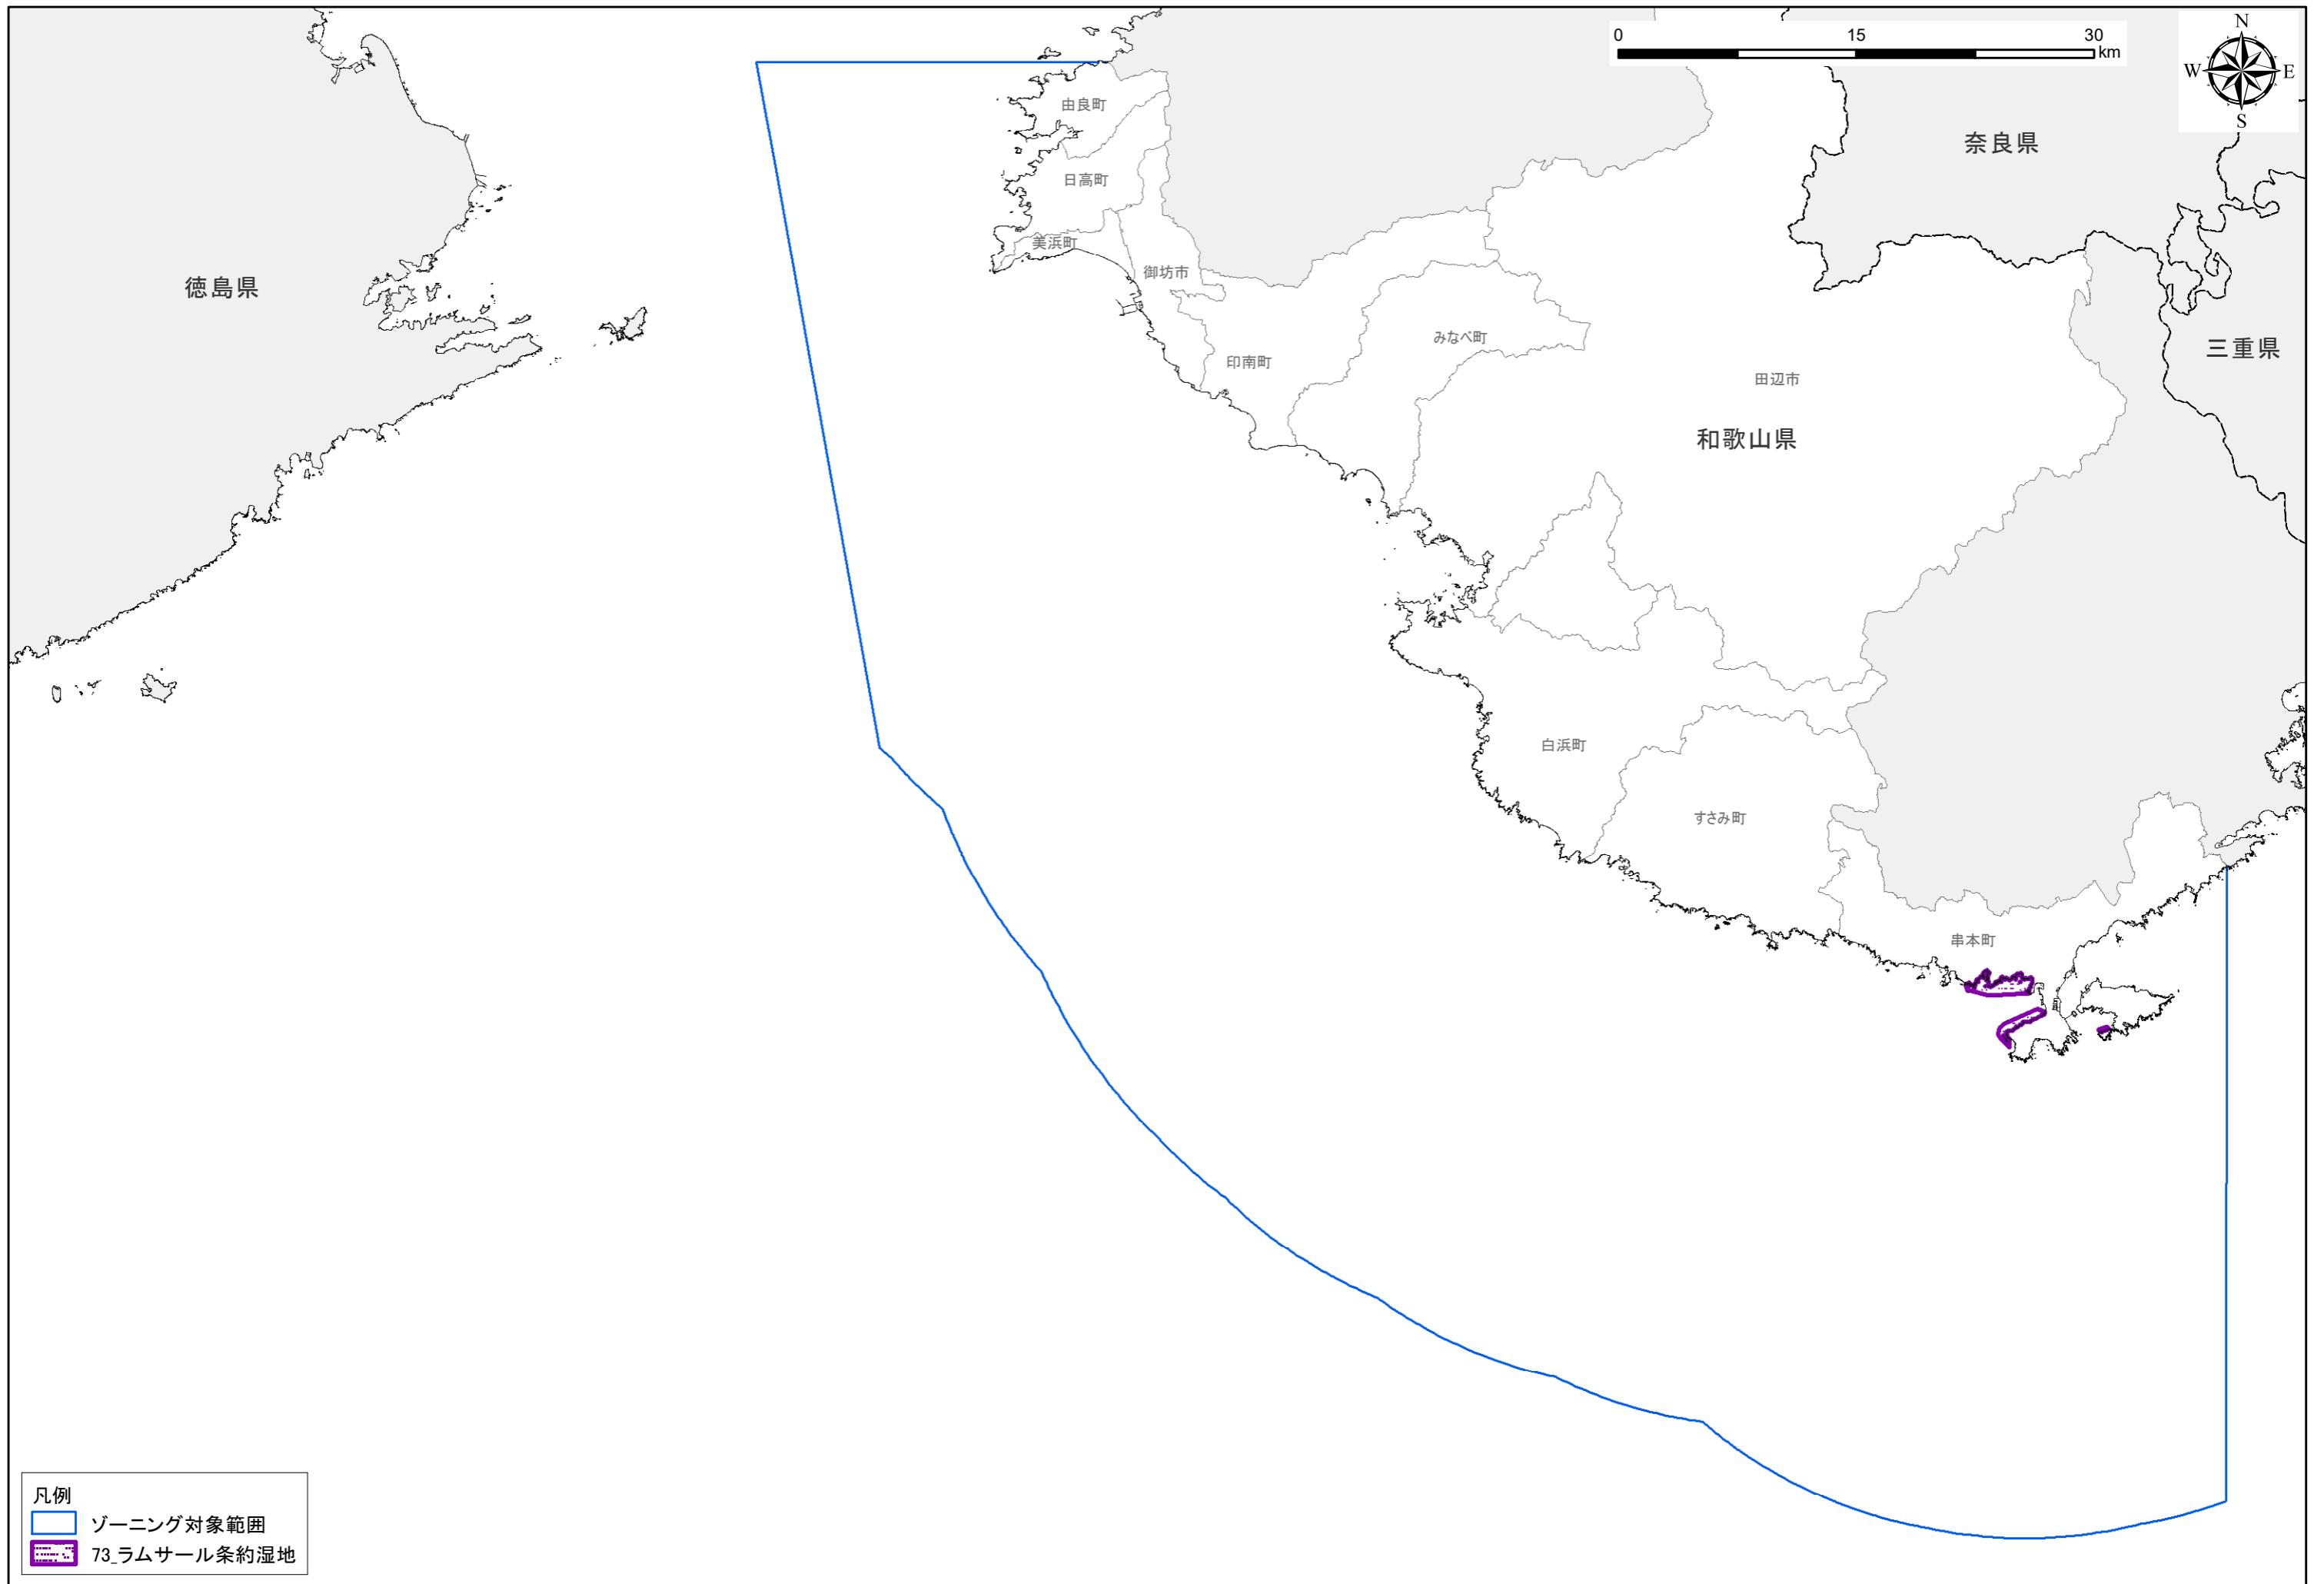 0 15 30
km
N
W E
S
由良町
奈良県
日高町
美浜町
御坊市
徳島県
みなべ町
三重県
印南町
田辺市
和歌山県
白浜町
すさみ町
串本町
凡例
ゾーニング対象範囲
73_ラムサール条約湿地